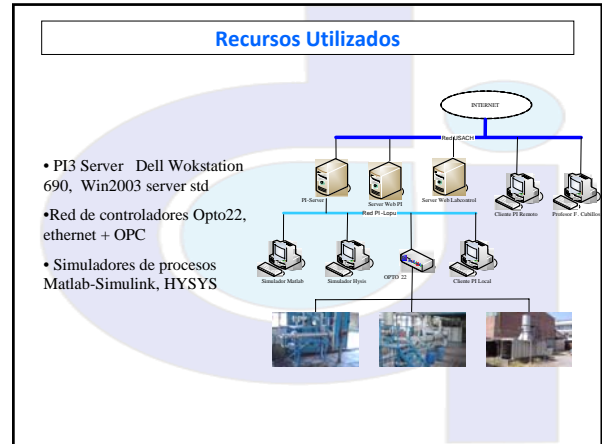 Recursos Utilizados
• PI3 Server Dell Wokstation
690, Win2003 server std
•Red de controladores Opto22,
ethernet + OPC
• Simuladores de procesos
Matlab-Simulink, HYSYS
INTERNET
Red USACH
PI-Server
Server Web PI
Server Web Labcontrol
Cliente PI Remoto
Profesor F. Cubillos
Red PI -Lopu
Simulador Matlab
Simulador Hysis
OPTO 22
Cliente PI Local